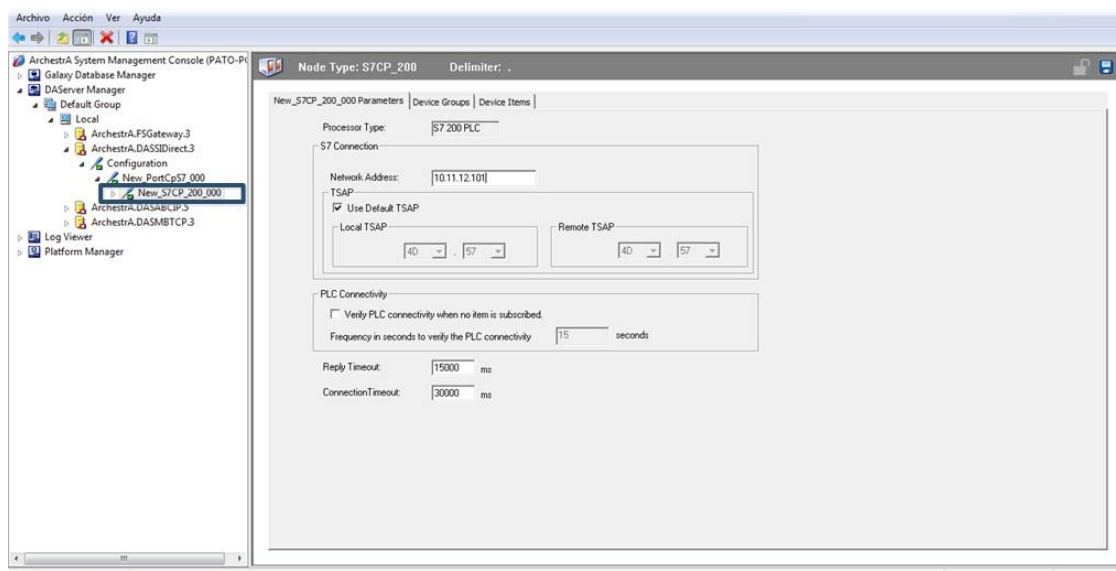 Archivo Acción Ver Ayuda
ArchestrA System Management Console (PATO-P
Galaxy Database Manager
DAServer Manager
Default Group
Local
ArchestrA.FSGateway.3
ArchestrA.DASSIDirect.3
Configuration
New_PortCpS7_000
New_S7CP_200_000
ArchestrA.DASABCIP.5
ArchestrA.DASMBTCP.3
Log Viewer
Platform Manager
Node Type: S7CP_200 Delimiter: .
New_S7CP_200_000 Parameters Device Groups Device Items
Processor Type: S7 200 PLC
S7 Connection
Network Address: 10.11.12.101
TSAP
Use Default TSAP
Local TSAP Remote TSAP
4D . 57 4D . 57
PLC Connectivity
Verify PLC connectivity when no item is subscribed.
Frequency in seconds to verify the PLC connectivity 15 seconds
Reply Timeout: 15000 ms
ConnectionTimeout: 30000 ms